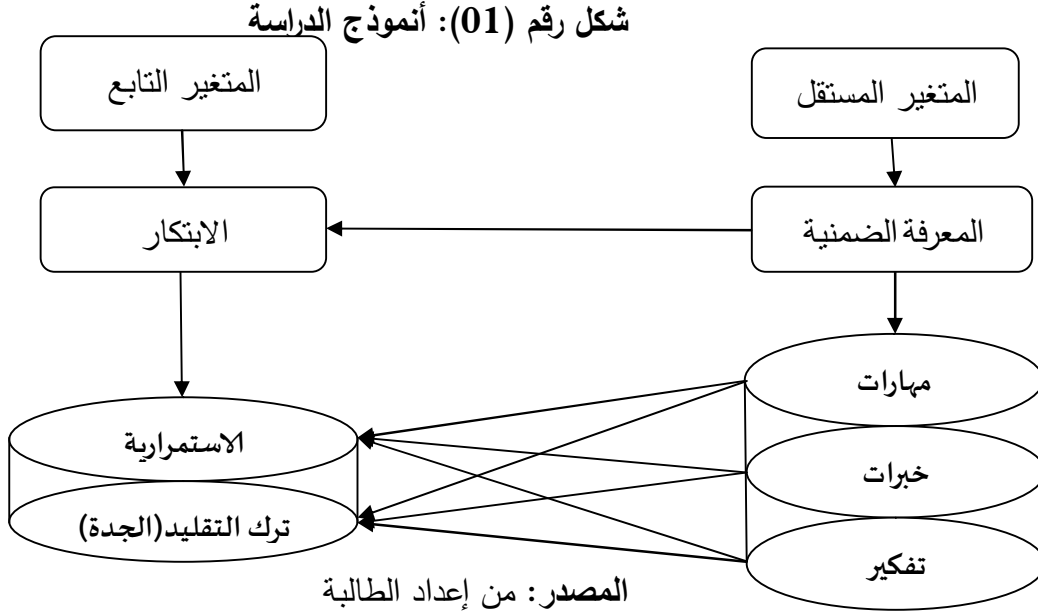 شكل رقم (01): أنموذج الدراسة
المتغير المستقل
المتغير التابع
المعرفة الضمنية
الابتكار
مهارات
خبرات
تفكير
الاستمرارية
ترك التقليد(الجدة)
المصدر: من إعداد الطالبة